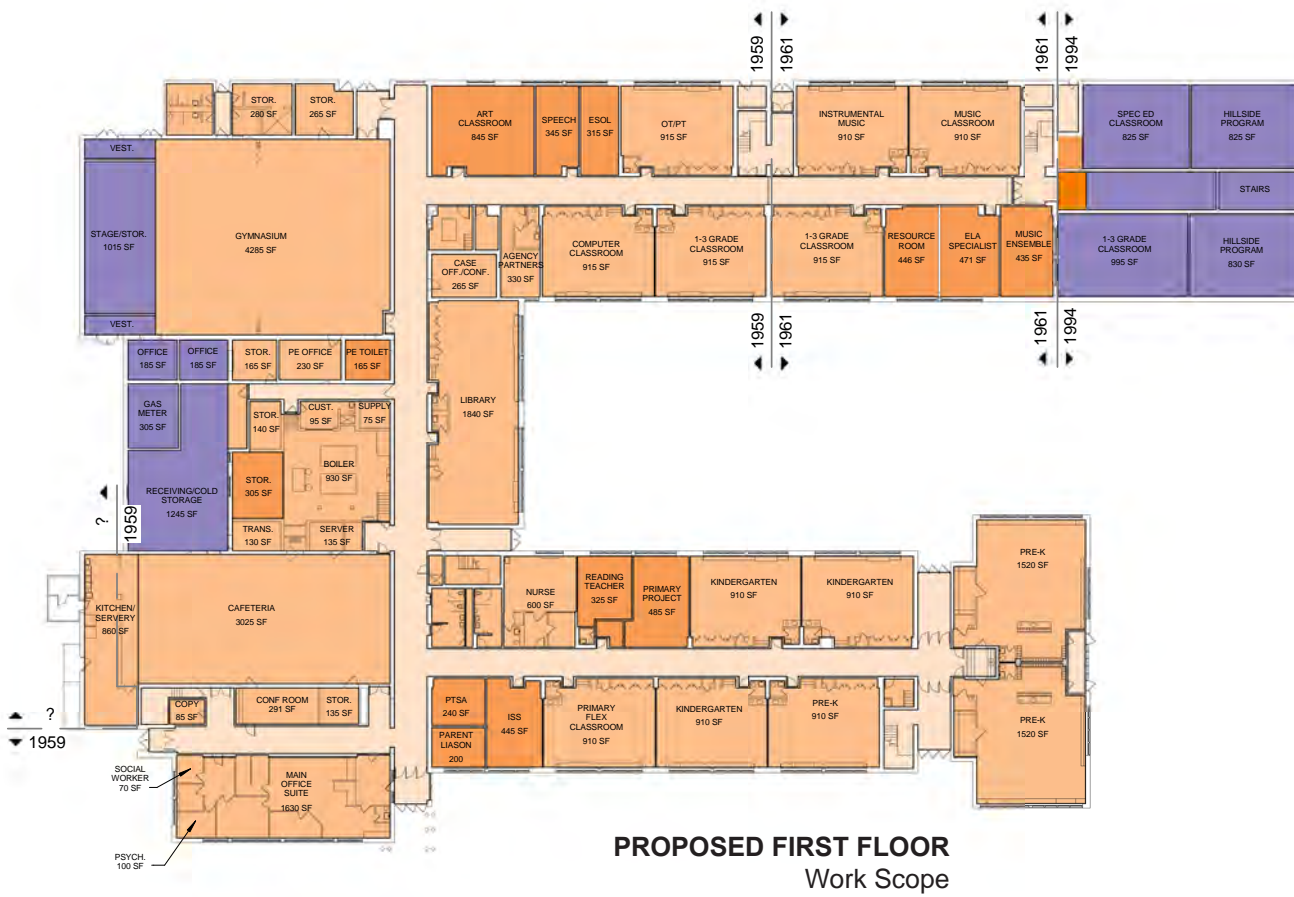 1959
1961
1961
1994
STOR.
280 SF
STOR.
265 SF
ART
CLASSROOM
845 SF
SPEECH
345 SF
ESOL
315 SF
OT/PT
915 SF
INSTRUMENTAL
MUSIC
910 SF
MUSIC
CLASSROOM
910 SF
SPEC ED
CLASSROOM
825 SF
HILLSIDE
PROGRAM
825 SF
VEST.
STAGE/STOR.
1015 SF
GYMNASIUM
4285 SF
VEST.
STAIRS
CASE
OFF./CONF.
265 SF
AGENCY
PARTNERS
330 SF
COMPUTER
CLASSROOM
915 SF
1-3 GRADE
CLASSROOM
915 SF
1-3 GRADE
CLASSROOM
915 SF
RESOURCE
ROOM
446 SF
ELA
SPECIALIST
471 SF
MUSIC
ENSEMBLE
435 SF
1-3 GRADE
CLASSROOM
995 SF
HILLSIDE
PROGRAM
830 SF
1959
1961
1961
1994
OFFICE
185 SF
OFFICE
185 SF
STOR.
165 SF
PE OFFICE
230 SF
PE TOILET
165 SF
GAS
METER
305 SF
STOR.
140 SF
CUST.
95 SF
SUPPLY
75 SF
LIBRARY
1840 SF
BOILER
930 SF
STOR.
305 SF
RECEIVING/COLD
STORAGE
1245 SF
TRANS.
130 SF
SERVER
135 SF
?
1959
KITCHEN/
SERVERY
860 SF
CAFETERIA
3025 SF
NURSE
600 SF
READING
TEACHER
325 SF
PRIMARY
PROJECT
485 SF
KINDERGARTEN
910 SF
KINDERGARTEN
910 SF
PRE-K
1520 SF
COPY
85 SF
CONF ROOM
291 SF
STOR.
135 SF
PTSA
240 SF
PARENT
LIASON
200
ISS
445 SF
PRIMARY
FLEX
CLASSROOM
910 SF
KINDERGARTEN
910 SF
PRE-K
910 SF
PRE-K
1520 SF
?
1959
SOCIAL
WORKER
70 SF
MAIN
OFFICE
SUITE
1630 SF
PSYCH.
100 SF
PROPOSED FIRST FLOOR
Work Scope